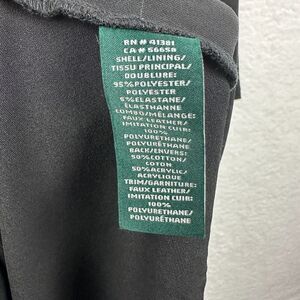 RN # 41381
CA # 56658
SHELL/LINING/
TISSU PRINCIPAL/
DOUBLURE:
95% POLYESTER/
POLYESTER
5% ELASTANE/
ÉLASTHANNE
COMBO/MÉLANGE:
FAUX LEATHER/
IMITATION CUIR:
100%
POLYURETHANE/
POLYURÉTHANE
BACK/ENVERS:
50% COTTON/
COTON
50% ACRYLIC/
ACRYLIQUE
TRIM/GARNITURE:
FAUX LEATHER/
IMITATION CUIR:
100%
POLYURETHANE/
POLYURÉTHANE